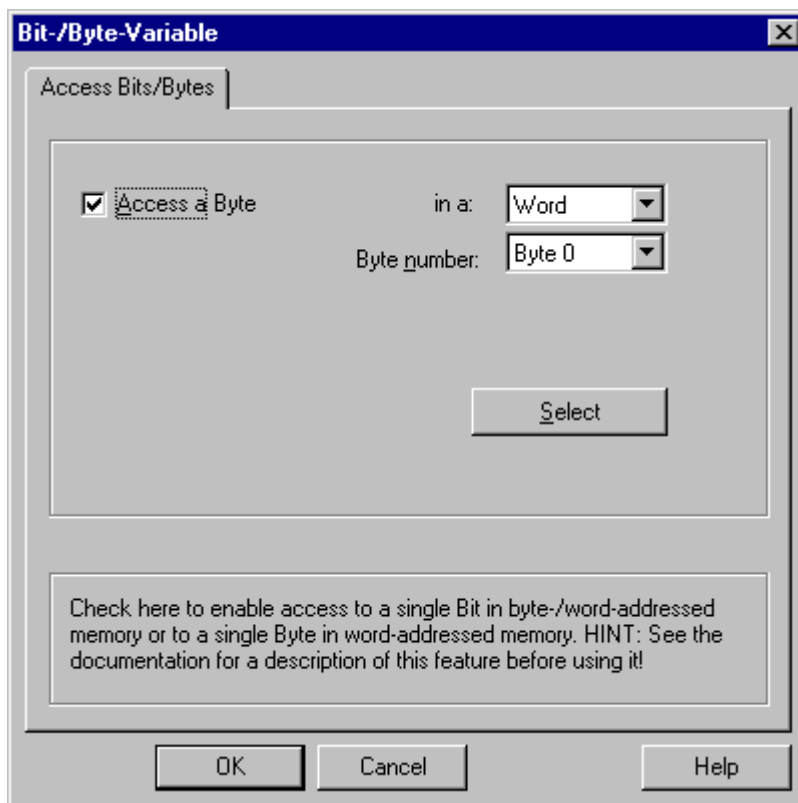 Bit-/Byte-Variable
Access Bits/Bytes
Access a Byte in a: Word
Byte number: Byte 0
Select
Check here to enable access to a single Bit in byte-/word-addressed
memory or to a single Byte in word-addressed memory. HINT: See the
documentation for a description of this feature before using it!
OK Cancel Help